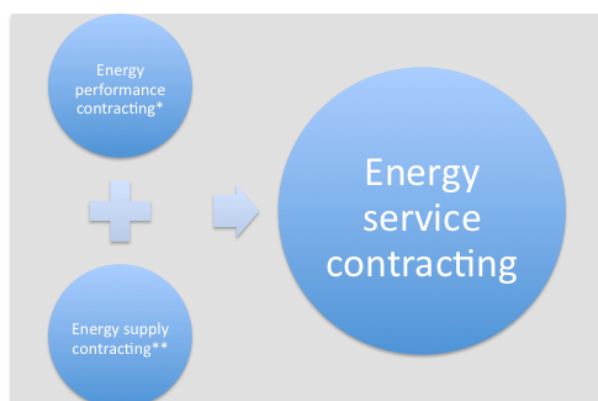 Energy
performance
contracting*
Energy supply
contracting**
Energy
service
contracting